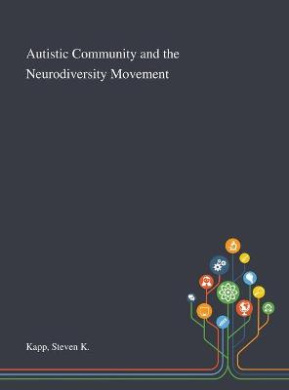 Autistic Community and the
Neurodiversity Movement
Kapp, Steven K.